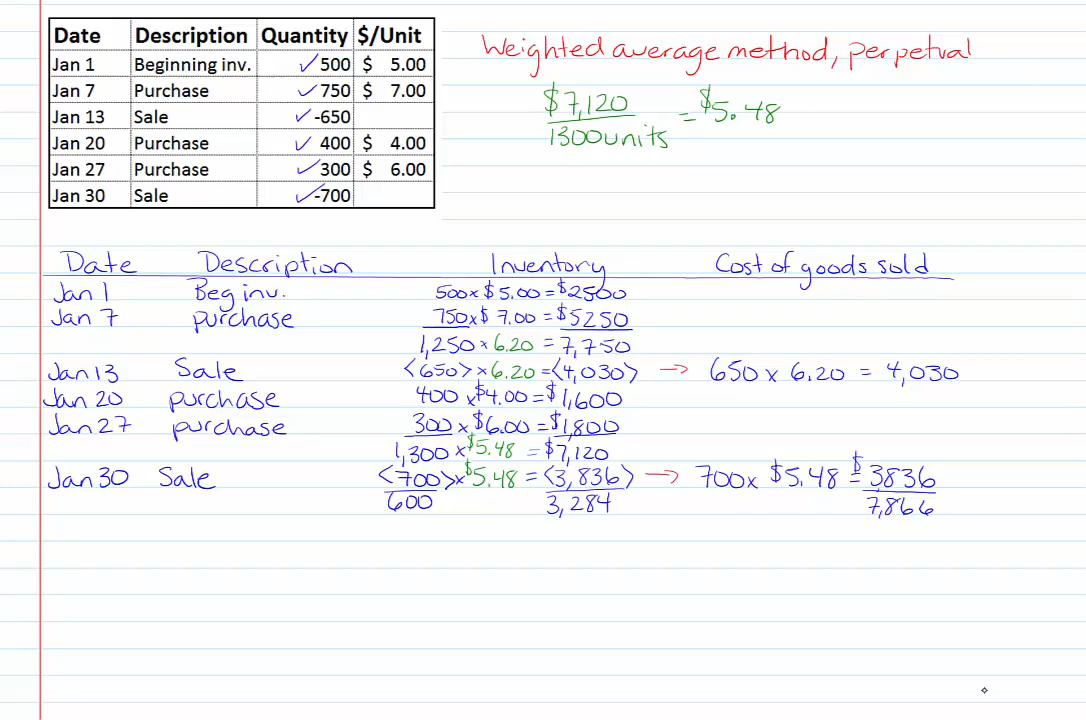 Date Description Quantity $/Unit
Jan 1 Beginning inv. ✓ 500 $ 5.00
Jan 7 Purchase ✓ 750 $ 7.00
Jan 13 Sale ✓ -650
Jan 20 Purchase ✓ 400 $ 4.00
Jan 27 Purchase ✓ 300 $ 6.00
Jan 30 Sale ✓ -700
Weighted average method, perpetual
$7,120
1300 units
= $5.48
Date Description Inventory Cost of goods sold
Jan 1 Beg inv. 500 x $5.00 = $2500
Jan 7 purchase 750 x $ 7.00 = $5250
1,250 x 6.20 = 7,750
Jan 13 Sale <650> x 6.20 = <4,030> → 650 x 6.20 = 4,030
Jan 20 purchase 400 x $4.00 = $1,600
Jan 27 purchase 300 x $6.00 = $1,800
1,300 x $5.48 = $7,120
Jan 30 Sale <700> x $5.48 = <3,836> → 700 x $5.48 = $3836
600 3,284 7,866